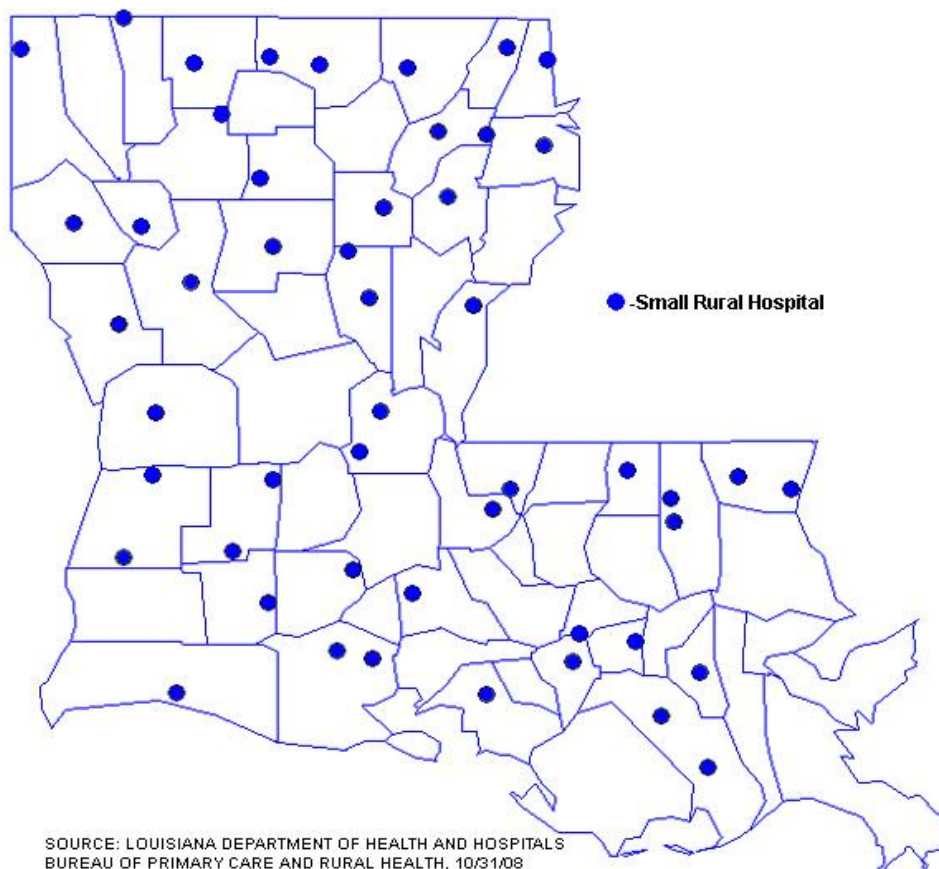 -Small Rural Hospital
SOURCE: LOUISIANA DEPARTMENT OF HEALTH AND HOSPITALS
BUREAU OF PRIMARY CARE AND RURAL HEALTH, 10/31/08